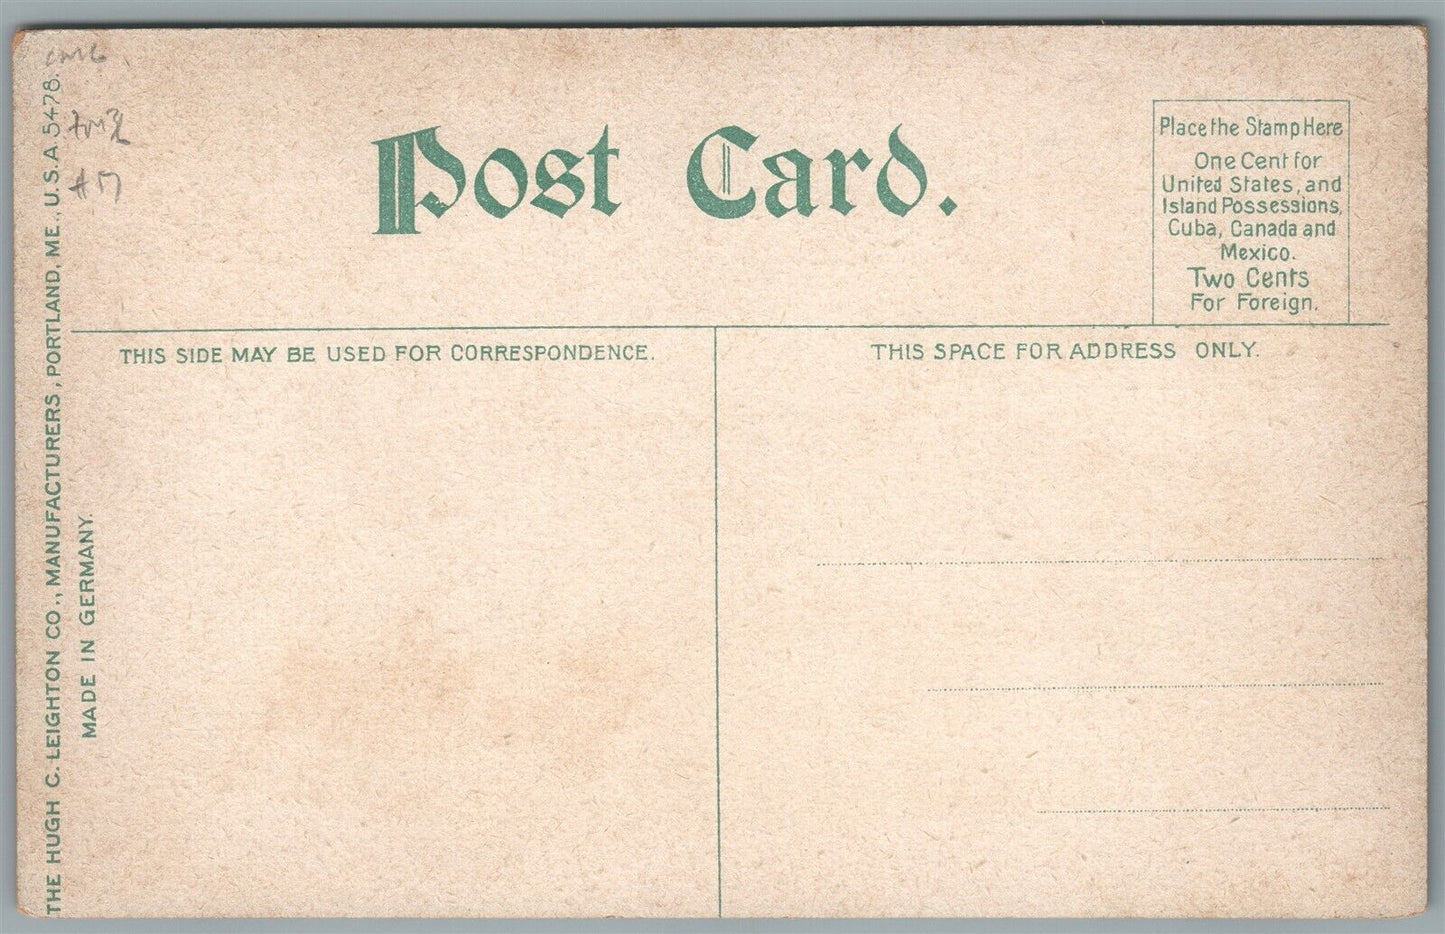 Post Card.
Place the Stamp Here
One Cent for
United States, and
Island Possessions,
Cuba, Canada and
Mexico.
Two Cents
For Foreign.
THIS SIDE MAY BE USED FOR CORRESPONDENCE.
THIS SPACE FOR ADDRESS ONLY.
THE HUGH C. LEIGHTON CO., MANUFACTURERS, PORTLAND, ME., U.S.A. 5478.
MADE IN GERMANY.